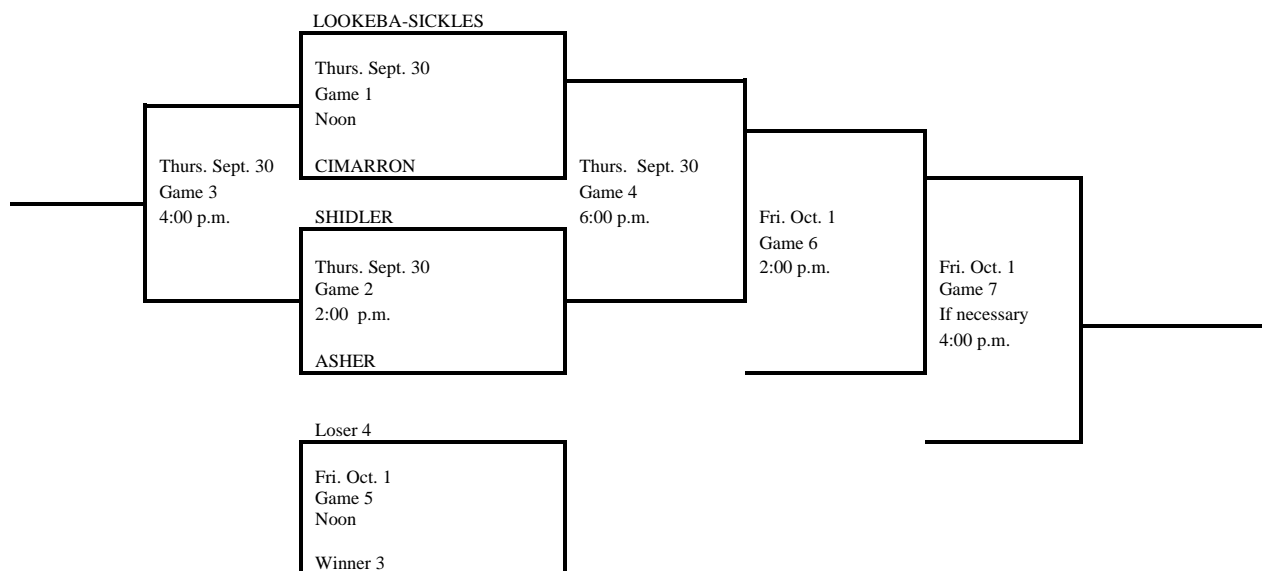 LOOKEBA-SICKLES
Thurs. Sept. 30
Game 1
Noon
CIMARRON
Thurs. Sept. 30
Game 3
4:00 p.m.
SHIDLER
Thurs. Sept. 30
Game 2
2:00 p.m.
ASHER
Thurs. Sept. 30
Game 4
6:00 p.m.
Fri. Oct. 1
Game 6
2:00 p.m.
Fri. Oct. 1
Game 7
If necessary
4:00 p.m.
Loser 4
Fri. Oct. 1
Game 5
Noon
Winner 3